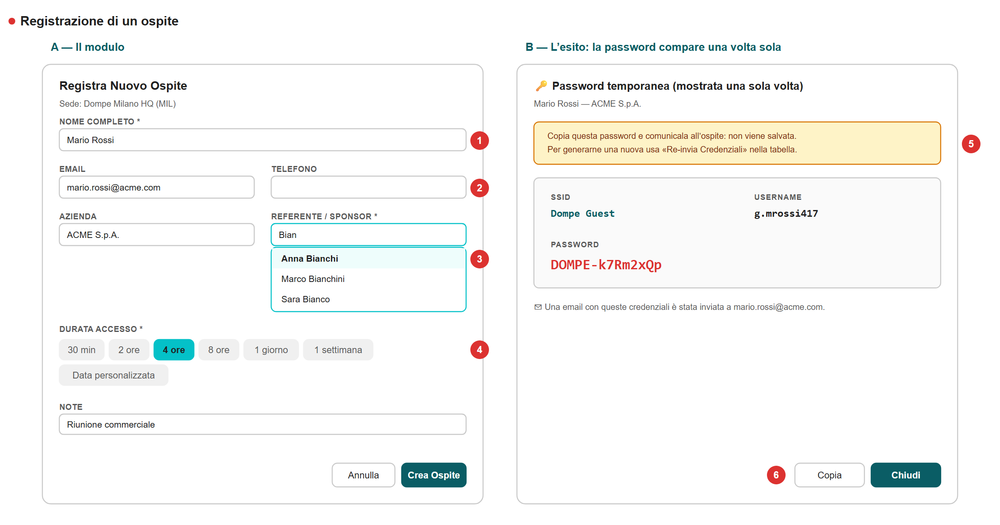 Registrazione di un ospite
A — Il modulo
Registra Nuovo Ospite
Sede: Dompe Milano HQ (MIL)
NOME COMPLETO *
Mario Rossi
1
EMAIL
TELEFONO
mario.rossi@acme.com
2
AZIENDA
REFERENTE / SPONSOR *
ACME S.p.A.
Bian
Anna Bianchi
3
Marco Bianchini
Sara Bianco
DURATA ACCESSO *
30 min
2 ore
4 ore
8 ore
1 giorno
1 settimana
4
Data personalizzata
NOTE
Riunione commerciale
Annulla
Crea Ospite
B — L’esito: la password compare una volta sola
Password temporanea (mostrata una sola volta)
Mario Rossi — ACME S.p.A.
Copia questa password e comunicala all’ospite: non viene salvata.
Per generarne una nuova usa «Re-invia Credenziali» nella tabella.
5
SSID
USERNAME
Dompe Guest
g.mrossi417
PASSWORD
DOMPE-k7Rm2xQp
Una email con queste credenziali è stata inviata a mario.rossi@acme.com.
6
Copia
Chiudi